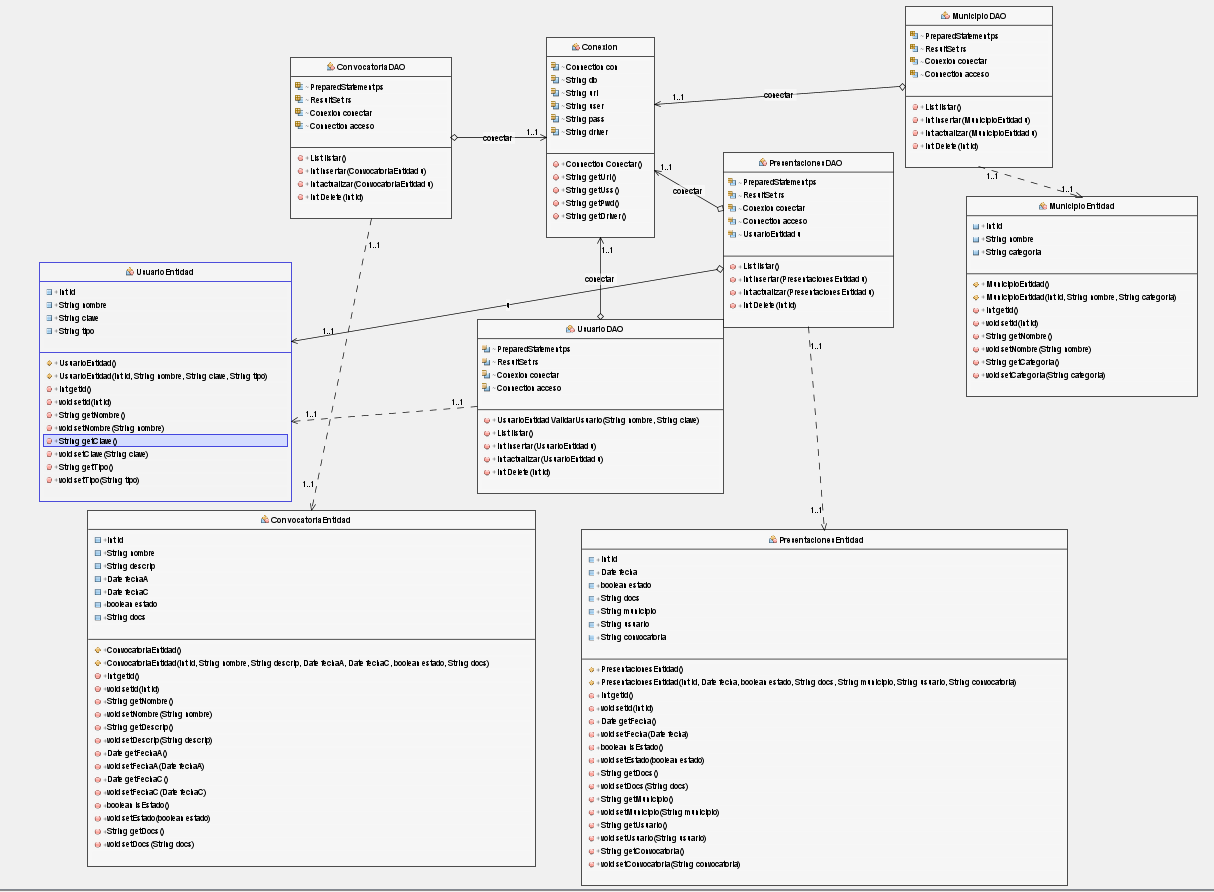 MunicipioDAO
~ PreparedStatement ps
~ ResultSet rs
~ Conexion conectar
~ Connection acceso
+ List listar()
+ int insertar(MunicipioEntidad u)
+ int actualizar(MunicipioEntidad u)
+ int Delete(int id)
Conexion
~ Connection con
~ String db
~ String url
~ String user
~ String pass
~ String driver
+ Connection Conectar()
+ String getUrl()
+ String getUss()
+ String getPwd()
+ String getDriver()
ConvocatoriaDAO
~ PreparedStatement ps
~ ResultSet rs
~ Conexion conectar
~ Connection acceso
+ List listar()
+ int insertar(ConvocatoriaEntidad u)
+ int actualizar(ConvocatoriaEntidad u)
+ int Delete(int id)
conectar
1..1
conectar
1..1
PresentacionesDAO
~ PreparedStatement ps
~ ResultSet rs
~ Conexion conectar
~ Connection acceso
~ UsuarioEntidad u
+ List listar()
+ int insertar(PresentacionesEntidad u)
+ int actualizar(PresentacionesEntidad u)
+ int Delete(int id)
1..1
conectar
1..1
1..1
MunicipioEntidad
+ int id
+ String nombre
+ String categoria
+ MunicipioEntidad()
+ MunicipioEntidad(int id, String nombre, String categoria)
+ int getId()
+ void setId(int id)
+ String getNombre()
+ void setNombre(String nombre)
+ String getCategoria()
+ void setCategoria(String categoria)
1..1
1..1
conectar
u
1..1
UsuarioEntidad
+ int id
+ String nombre
+ String clave
+ String tipo
+ UsuarioEntidad()
+ UsuarioEntidad(int id, String nombre, String clave, String tipo)
+ int getId()
+ void setId(int id)
+ String getNombre()
+ void setNombre(String nombre)
+ String getClave()
+ void setClave(String clave)
+ String getTipo()
+ void setTipo(String tipo)
UsuarioDAO
~ PreparedStatement ps
~ ResultSet rs
~ Conexion conectar
~ Connection acceso
+ UsuarioEntidad ValidarUsuario(String nombre, String clave)
+ List listar()
+ int insertar(UsuarioEntidad u)
+ int actualizar(UsuarioEntidad u)
+ int Delete(int id)
1..1
1..1
1..1
1..1
1..1
ConvocatoriaEntidad
+ int id
+ String nombre
+ String descrip
+ Date fechaA
+ Date fechaC
+ boolean estado
+ String docs
+ ConvocatoriaEntidad()
+ ConvocatoriaEntidad(int id, String nombre, String descrip, Date fechaA, Date fechaC, boolean estado, String docs)
+ int getId()
+ void setId(int id)
+ String getNombre()
+ void setNombre(String nombre)
+ String getDescrip()
+ void setDescrip(String descrip)
+ Date getFechaA()
+ void setFechaA(Date fechaA)
+ Date getFechaC()
+ void setFechaC(Date fechaC)
+ boolean isEstado()
+ void setEstado(boolean estado)
+ String getDocs()
+ void setDocs(String docs)
PresentacionesEntidad
+ int id
+ Date fecha
+ boolean estado
+ String docs
+ String municipio
+ String usuario
+ String convocatoria
+ PresentacionesEntidad()
+ PresentacionesEntidad(int id, Date fecha, boolean estado, String docs, String municipio, String usuario, String convocatoria)
+ int getId()
+ void setId(int id)
+ Date getFecha()
+ void setFecha(Date fecha)
+ boolean isEstado()
+ void setEstado(boolean estado)
+ String getDocs()
+ void setDocs(String docs)
+ String getMunicipio()
+ void setMunicipio(String municipio)
+ String getUsuario()
+ void setUsuario(String usuario)
+ String getConvocatoria()
+ void setConvocatoria(String convocatoria)